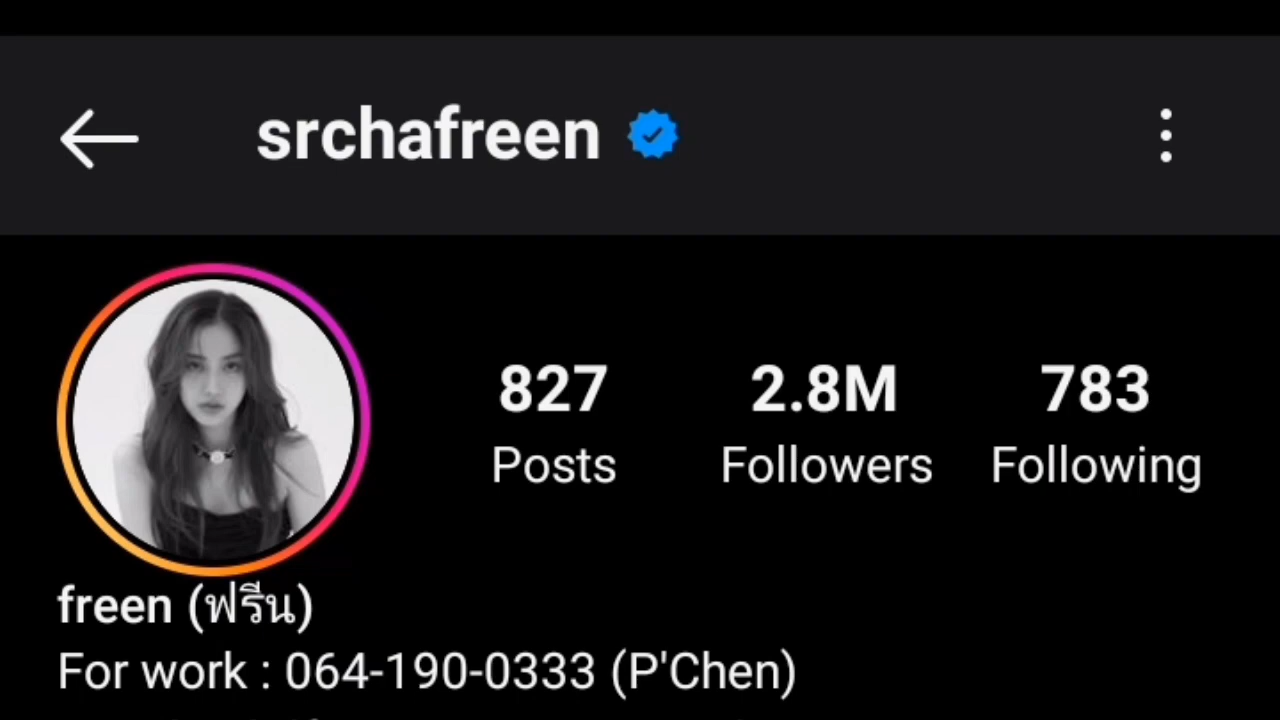 srchafreen
827 2.8M 783
Posts Followers Following
freen (ฟรีน)
For work : 064-190-0333 (P'Chen)